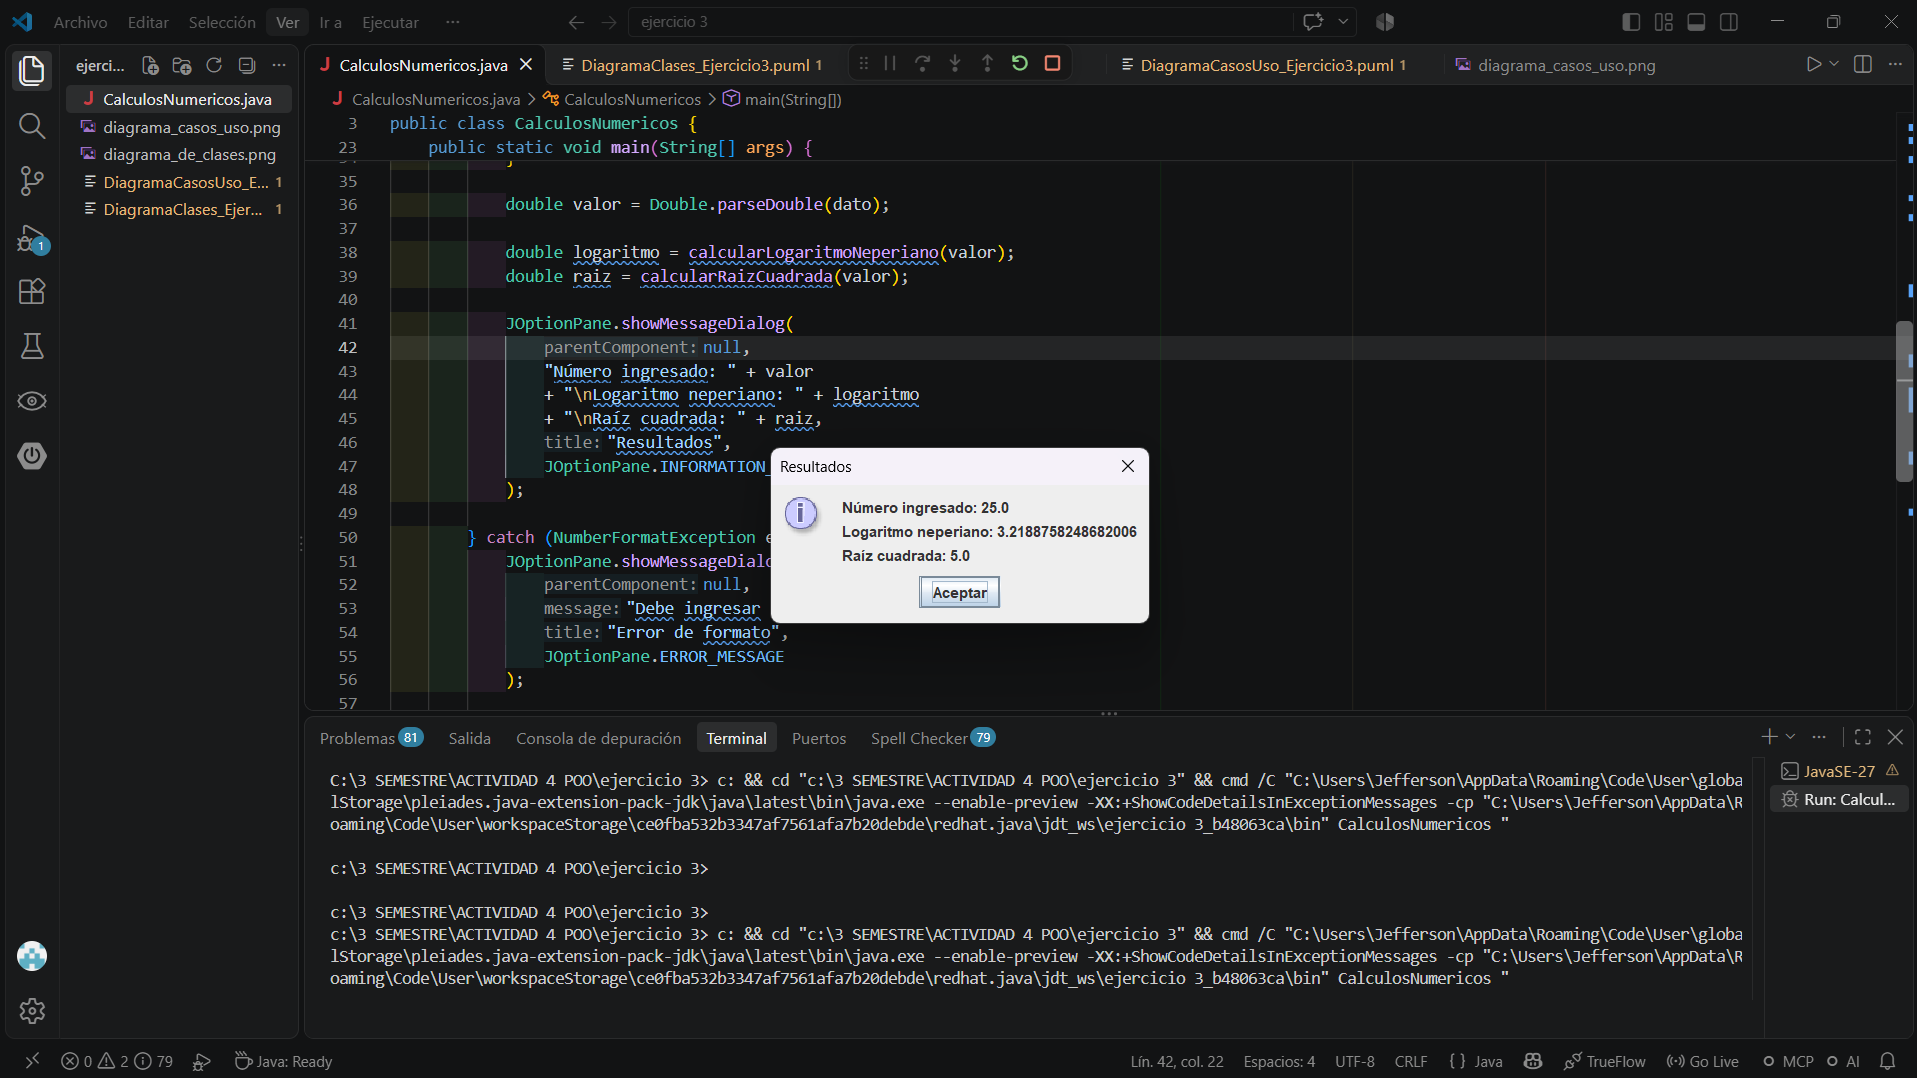 Archivo Editar Selección Ver Ir a Ejecutar ··· ejercicio 3
ejerci...
CalculosNumericos.java
diagrama_casos_uso.png
diagrama_de_clases.png
DiagramaCasosUso_E... 1
DiagramaClases_Ejer... 1
1
CalculosNumericos.java DiagramaClases_Ejercicio3.puml 1 DiagramaCasosUso_Ejercicio3.puml 1 diagrama_casos_uso.png
CalculosNumericos.java > CalculosNumericos > main(String[])
3 public class CalculosNumericos {
23 public static void main(String[] args) {
35
36 double valor = Double.parseDouble(dato);
37
38 double logaritmo = calcularLogaritmoNeperiano(valor);
39 double raiz = calcularRaizCuadrada(valor);
40
41 JOptionPane.showMessageDialog(
42 parentComponent: null,
43 "Número ingresado: " + valor
44 + "\nLogaritmo neperiano: " + logaritmo
45 + "\nRaíz cuadrada: " + raiz,
46 title: "Resultados",
47 JOptionPane.INFORMATION_
48 );
49
50 } catch (NumberFormatException e
51 JOptionPane.showMessageDialo
52 parentComponent: null,
53 message: "Debe ingresar
54 title: "Error de formato",
55 JOptionPane.ERROR_MESSAGE
56 );
57
Resultados
Número ingresado: 25.0
Logaritmo neperiano: 3.2188758248682006
Raíz cuadrada: 5.0
Aceptar
Problemas 81 Salida Consola de depuración Terminal Puertos Spell Checker 79
C:\3 SEMESTRE\ACTIVIDAD 4 POO\ejercicio 3> c: && cd "c:\3 SEMESTRE\ACTIVIDAD 4 POO\ejercicio 3" && cmd /C "C:\Users\Jefferson\AppData\Roaming\Code\User\globa
lStorage\pleiades.java-extension-pack-jdk\java\latest\bin\java.exe --enable-preview -XX:+ShowCodeDetailsInExceptionMessages -cp "C:\Users\Jefferson\AppData\R
oaming\Code\User\workspaceStorage\ce0fba532b3347af7561afa7b20debde\redhat.java\jdt_ws\ejercicio 3_b48063ca\bin" CalculosNumericos "
c:\3 SEMESTRE\ACTIVIDAD 4 POO\ejercicio 3>
c:\3 SEMESTRE\ACTIVIDAD 4 POO\ejercicio 3>
c:\3 SEMESTRE\ACTIVIDAD 4 POO\ejercicio 3> c: && cd "c:\3 SEMESTRE\ACTIVIDAD 4 POO\ejercicio 3" && cmd /C "C:\Users\Jefferson\AppData\Roaming\Code\User\globa
lStorage\pleiades.java-extension-pack-jdk\java\latest\bin\java.exe --enable-preview -XX:+ShowCodeDetailsInExceptionMessages -cp "C:\Users\Jefferson\AppData\R
oaming\Code\User\workspaceStorage\ce0fba532b3347af7561afa7b20debde\redhat.java\jdt_ws\ejercicio 3_b48063ca\bin" CalculosNumericos "
JavaSE-27
Run: Calcul...
0 2 79 Java: Ready Lín. 42, col. 22 Espacios: 4 UTF-8 CRLF { } Java TrueFlow Go Live MCP AI